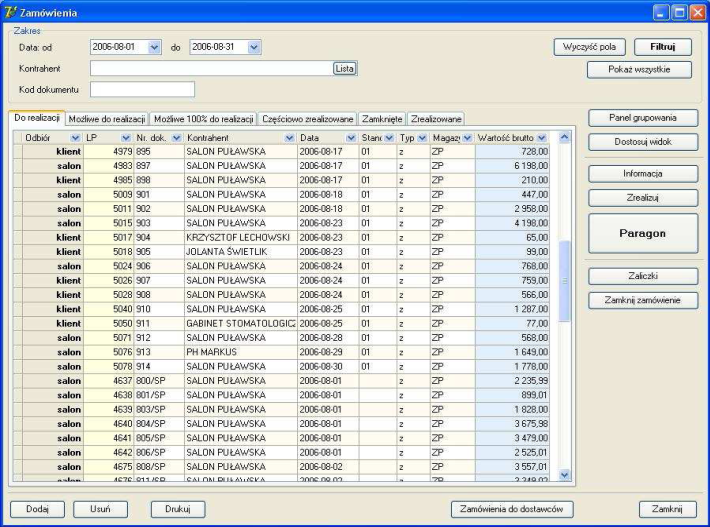 Zamówienia
Zakres
Data: od 2006-08-01 do 2006-08-31 Wyczyść pola Filtruj
Kontrahent Lista Pokaż wszystkie
Kod dokumentu
Do realizacji Możliwe do realizacji Możliwe 100% do realizacji Częściowo zrealizowane Zamknięte Zrealizowane Panel grupowania
Odbiór LP Nr. dok. Kontrahent Data Stano Typ Magazy Wartość brutto Dostosuj widok
klient 4979 895 SALON PUŁAWSKA 2006-08-17 01 z ZP 728,00
salon 4983 897 SALON PUŁAWSKA 2006-08-17 01 z ZP 6 198,00
klient 4985 898 SALON PUŁAWSKA 2006-08-17 01 z ZP 210,00 Informacja
salon 5009 901 SALON PUŁAWSKA 2006-08-18 01 z ZP 447,00 Zrealizuj
salon 5011 902 SALON PUŁAWSKA 2006-08-18 01 z ZP 2 958,00
salon 5015 903 SALON PUŁAWSKA 2006-08-23 01 z ZP 4 198,00
klient 5017 904 KRZYSZTOF LECHOWSKI 2006-08-23 01 z ZP 65,00 Paragon
klient 5018 905 JOLANTA ŚWIETLIK 2006-08-23 01 z ZP 99,00
salon 5024 906 SALON PUŁAWSKA 2006-08-24 01 z ZP 768,00
klient 5026 907 SALON PUŁAWSKA 2006-08-24 01 z ZP 759,00 Zaliczki
klient 5028 908 SALON PUŁAWSKA 2006-08-24 01 z ZP 566,00
klient 5040 910 SALON PUŁAWSKA 2006-08-25 01 z ZP 1 287,00 Zamknij zamówienie
klient 5050 911 GABINET STOMATOLOGICZ 2006-08-25 01 z ZP 77,00
salon 5071 912 SALON PUŁAWSKA 2006-08-28 01 z ZP 568,00
salon 5076 913 PH MARKUS 2006-08-29 01 z ZP 1 649,00
salon 5078 914 SALON PUŁAWSKA 2006-08-30 01 z ZP 1 778,00
salon 4637 800/SP SALON PUŁAWSKA 2006-08-01 z ZP 2 235,99
salon 4638 801/SP SALON PUŁAWSKA 2006-08-01 z ZP 899,01
salon 4639 803/SP SALON PUŁAWSKA 2006-08-01 z ZP 1 828,00
salon 4640 804/SP SALON PUŁAWSKA 2006-08-01 z ZP 3 675,98
salon 4641 805/SP SALON PUŁAWSKA 2006-08-01 z ZP 3 479,00
salon 4642 806/SP SALON PUŁAWSKA 2006-08-01 z ZP 2 525,01
salon 4675 808/SP SALON PUŁAWSKA 2006-08-02 z ZP 3 557,01
salon 4676 811/SP SALON PUŁAWSKA 2006-08-02 z ZP
Dodaj Usuń Drukuj Zamówienia do dostawców Zamknij